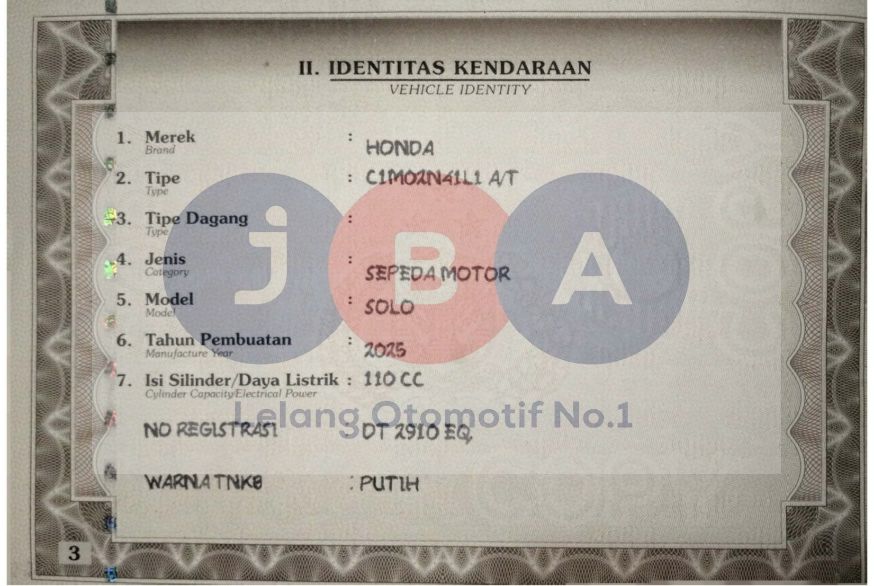 II. IDENTITAS KENDARAAN
VEHICLE IDENTITY
1. Merek : HONDA
Brand
2. Tipe : C1M02N41L1 A/T
Type
3. Tipe Dagang :
Type
4. Jenis : SEPEDA MOTOR
Category
5. Model : SOLO
Model
6. Tahun Pembuatan : 2025
Manufacture Year
7. Isi Silinder/Daya Listrik : 110 CC
Cylinder Capacity/Electrical Power
NO REGISTRASI : DT 2910 EQ
WARNA TNKB : PUTIH
3
JBA
Lelang Otomotif No.1